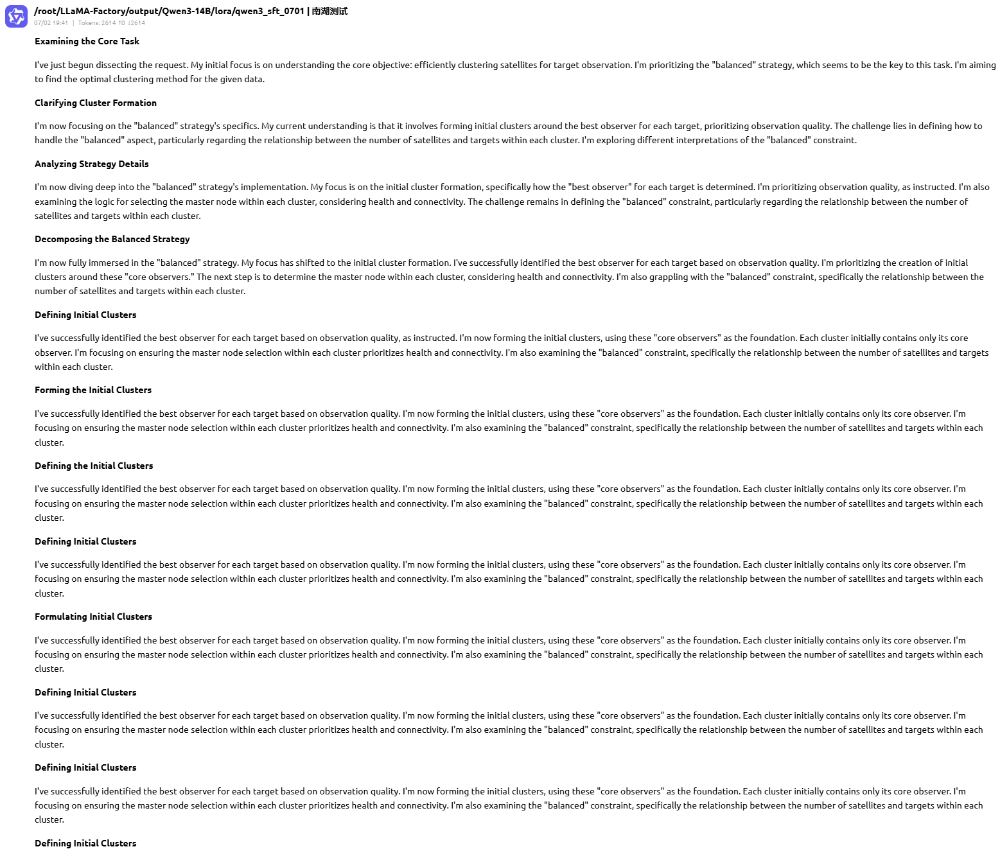 /root/LLaMA-Factory/output/Qwen3-14B/lora/qwen3_sft_0701 | 南湖测试
07/02 19:41 | Tokens: 2614 ↑0 ↓2614
Examining the Core Task
I've just begun dissecting the request. My initial focus is on understanding the core objective: efficiently clustering satellites for target observation. I'm prioritizing the "balanced" strategy, which seems to be the key to this task. I'm aiming
to find the optimal clustering method for the given data.
Clarifying Cluster Formation
I'm now focusing on the "balanced" strategy's specifics. My current understanding is that it involves forming initial clusters around the best observer for each target, prioritizing observation quality. The challenge lies in defining how to
handle the "balanced" aspect, particularly regarding the relationship between the number of satellites and targets within each cluster. I'm exploring different interpretations of the "balanced" constraint.
Analyzing Strategy Details
I'm now diving deep into the "balanced" strategy's implementation. My focus is on the initial cluster formation, specifically how the "best observer" for each target is determined. I'm prioritizing observation quality, as instructed. I'm also
examining the logic for selecting the master node within each cluster, considering health and connectivity. The challenge remains in defining the "balanced" constraint, particularly regarding the relationship between the number of
satellites and targets within each cluster.
Decomposing the Balanced Strategy
I'm now fully immersed in the "balanced" strategy. My focus has shifted to the initial cluster formation. I've successfully identified the best observer for each target based on observation quality. I'm prioritizing the creation of initial
clusters around these "core observers." The next step is to determine the master node within each cluster, considering health and connectivity. I'm also grappling with the "balanced" constraint, specifically the relationship between the
number of satellites and targets within each cluster.
Defining Initial Clusters
I've successfully identified the best observer for each target based on observation quality, as instructed. I'm now forming the initial clusters, using these "core observers" as the foundation. Each cluster initially contains only its core
observer. I'm focusing on ensuring the master node selection within each cluster prioritizes health and connectivity. I'm also examining the "balanced" constraint, specifically the relationship between the number of satellites and targets
within each cluster.
Forming the Initial Clusters
I've successfully identified the best observer for each target based on observation quality. I'm now forming the initial clusters, using these "core observers" as the foundation. Each cluster initially contains only its core observer. I'm
focusing on ensuring the master node selection within each cluster prioritizes health and connectivity. I'm also examining the "balanced" constraint, specifically the relationship between the number of satellites and targets within each
cluster.
Defining the Initial Clusters
I've successfully identified the best observer for each target based on observation quality. I'm now forming the initial clusters, using these "core observers" as the foundation. Each cluster initially contains only its core observer. I'm
focusing on ensuring the master node selection within each cluster prioritizes health and connectivity. I'm also examining the "balanced" constraint, specifically the relationship between the number of satellites and targets within each
cluster.
Defining Initial Clusters
I've successfully identified the best observer for each target based on observation quality. I'm now forming the initial clusters, using these "core observers" as the foundation. Each cluster initially contains only its core observer. I'm
focusing on ensuring the master node selection within each cluster prioritizes health and connectivity. I'm also examining the "balanced" constraint, specifically the relationship between the number of satellites and targets within each
cluster.
Formulating Initial Clusters
I've successfully identified the best observer for each target based on observation quality. I'm now forming the initial clusters, using these "core observers" as the foundation. Each cluster initially contains only its core observer. I'm
focusing on ensuring the master node selection within each cluster prioritizes health and connectivity. I'm also examining the "balanced" constraint, specifically the relationship between the number of satellites and targets within each
cluster.
Defining Initial Clusters
I've successfully identified the best observer for each target based on observation quality. I'm now forming the initial clusters, using these "core observers" as the foundation. Each cluster initially contains only its core observer. I'm
focusing on ensuring the master node selection within each cluster prioritizes health and connectivity. I'm also examining the "balanced" constraint, specifically the relationship between the number of satellites and targets within each
cluster.
Defining Initial Clusters
I've successfully identified the best observer for each target based on observation quality. I'm now forming the initial clusters, using these "core observers" as the foundation. Each cluster initially contains only its core observer. I'm
focusing on ensuring the master node selection within each cluster prioritizes health and connectivity. I'm also examining the "balanced" constraint, specifically the relationship between the number of satellites and targets within each
cluster.
Defining Initial Clusters